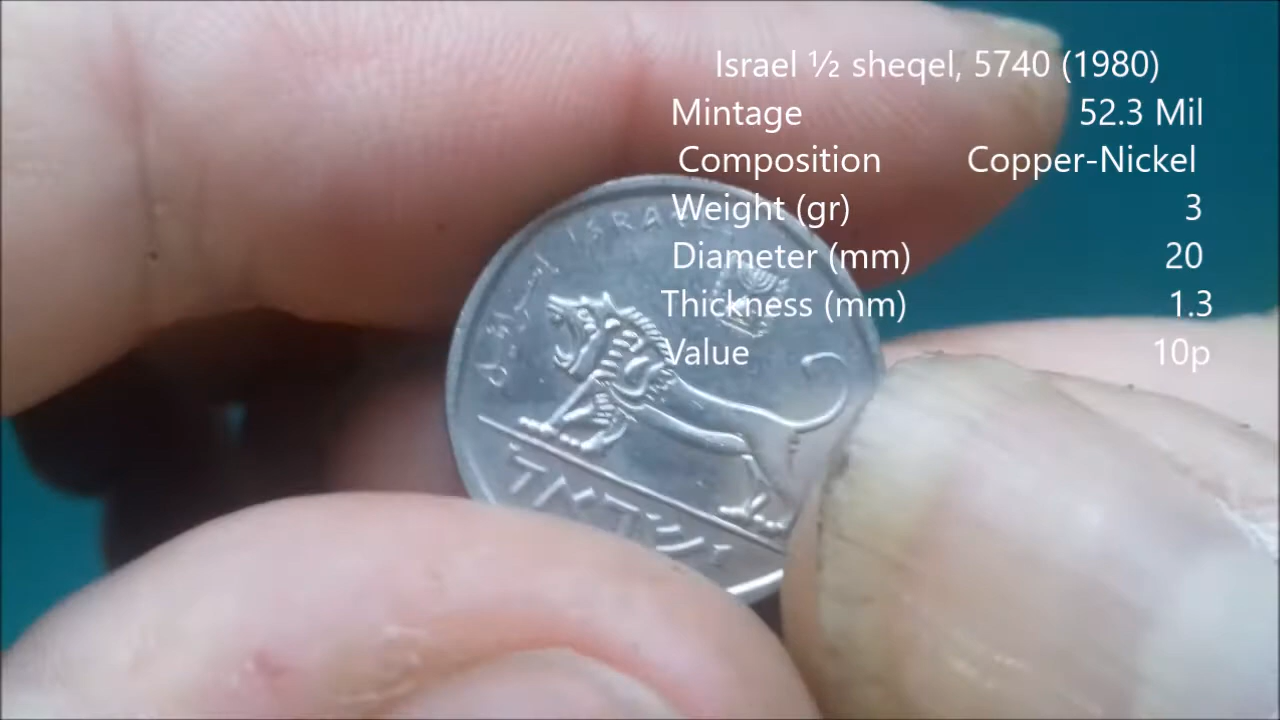 Israel ½ sheqel, 5740 (1980)
Mintage 52.3 Mil
Composition Copper-Nickel
Weight (gr) 3
Diameter (mm) 20
Thickness (mm) 1.3
Value 10p
ISRAEL
اسرائيل